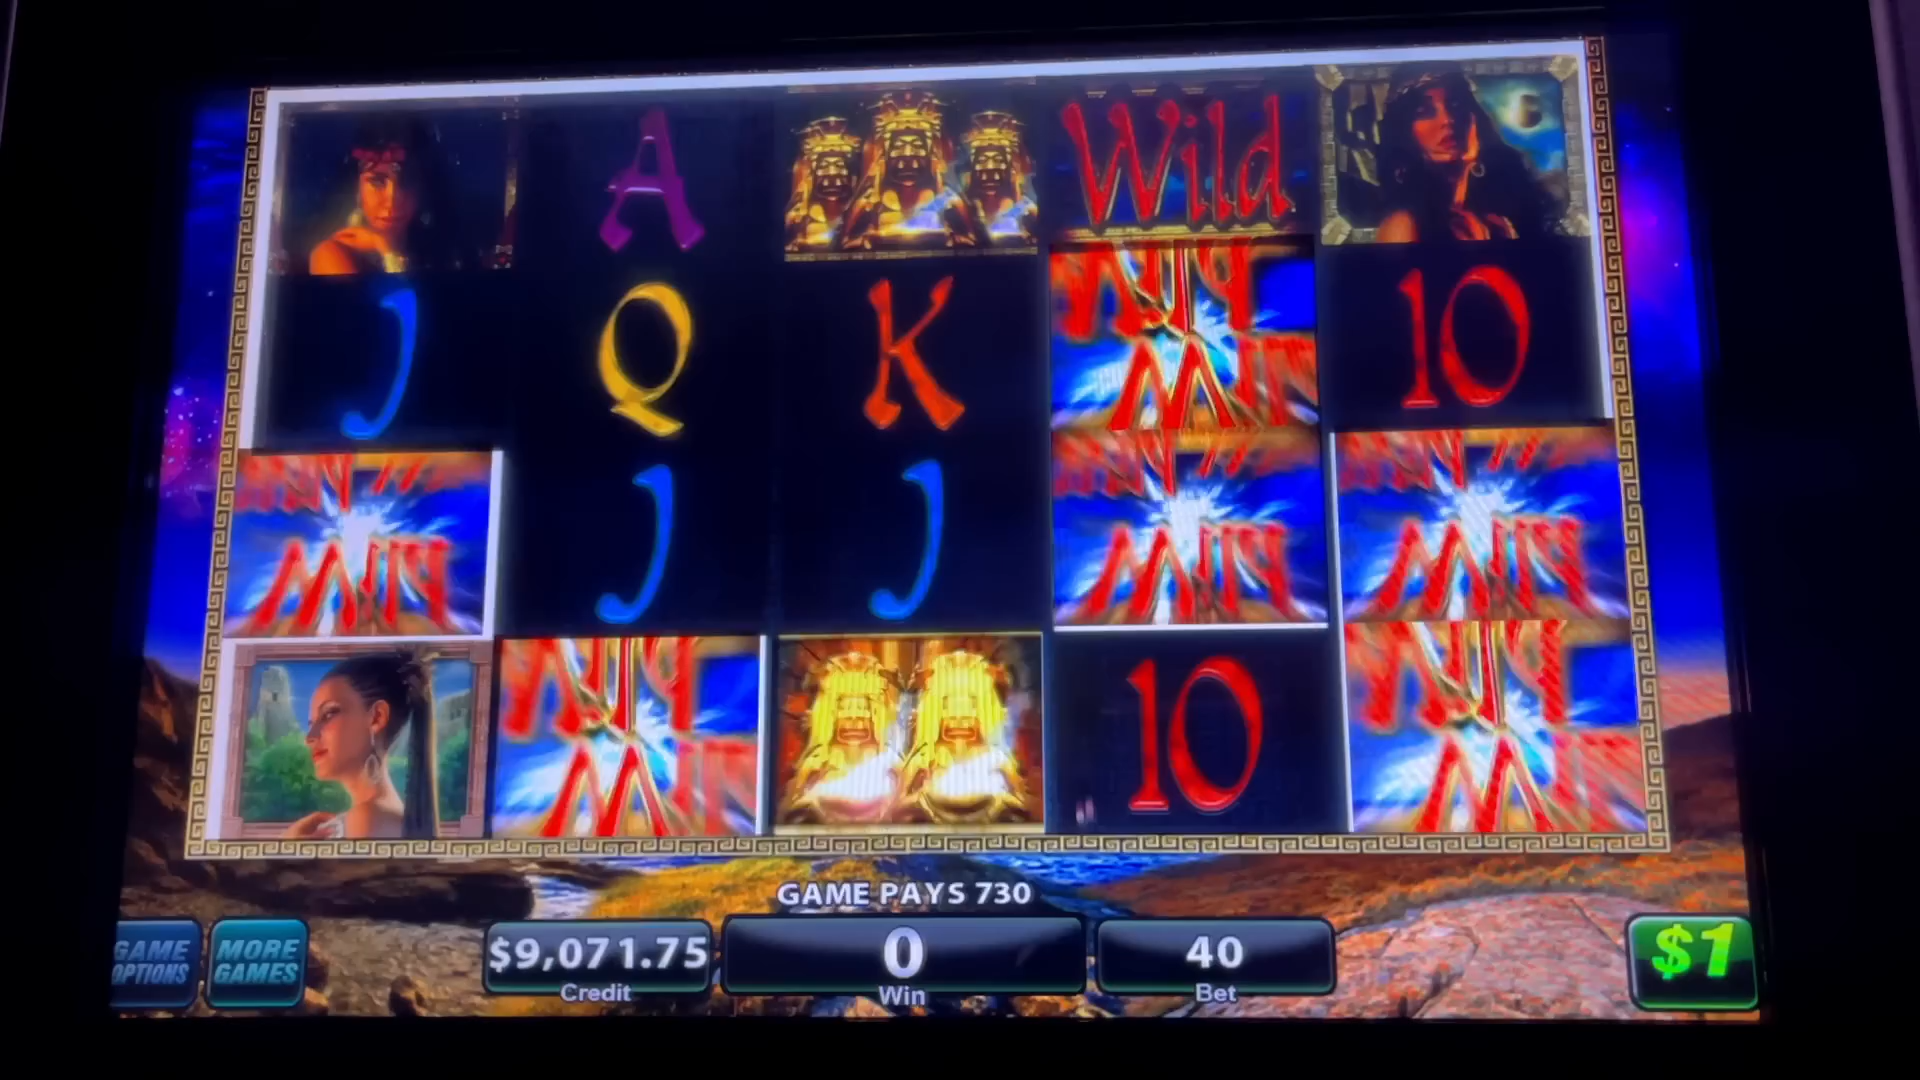 A
Wild
J
Q
K
10
J
J
10
GAME PAYS 730
GAME
OPTIONS
MORE
GAMES
$9,071.75
Credit
0
Win
40
Bet
$1